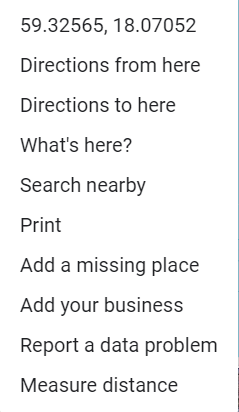 59.32565, 18.07052
Directions from here
Directions to here
What's here?
Search nearby
Print
Add a missing place
Add your business
Report a data problem
Measure distance